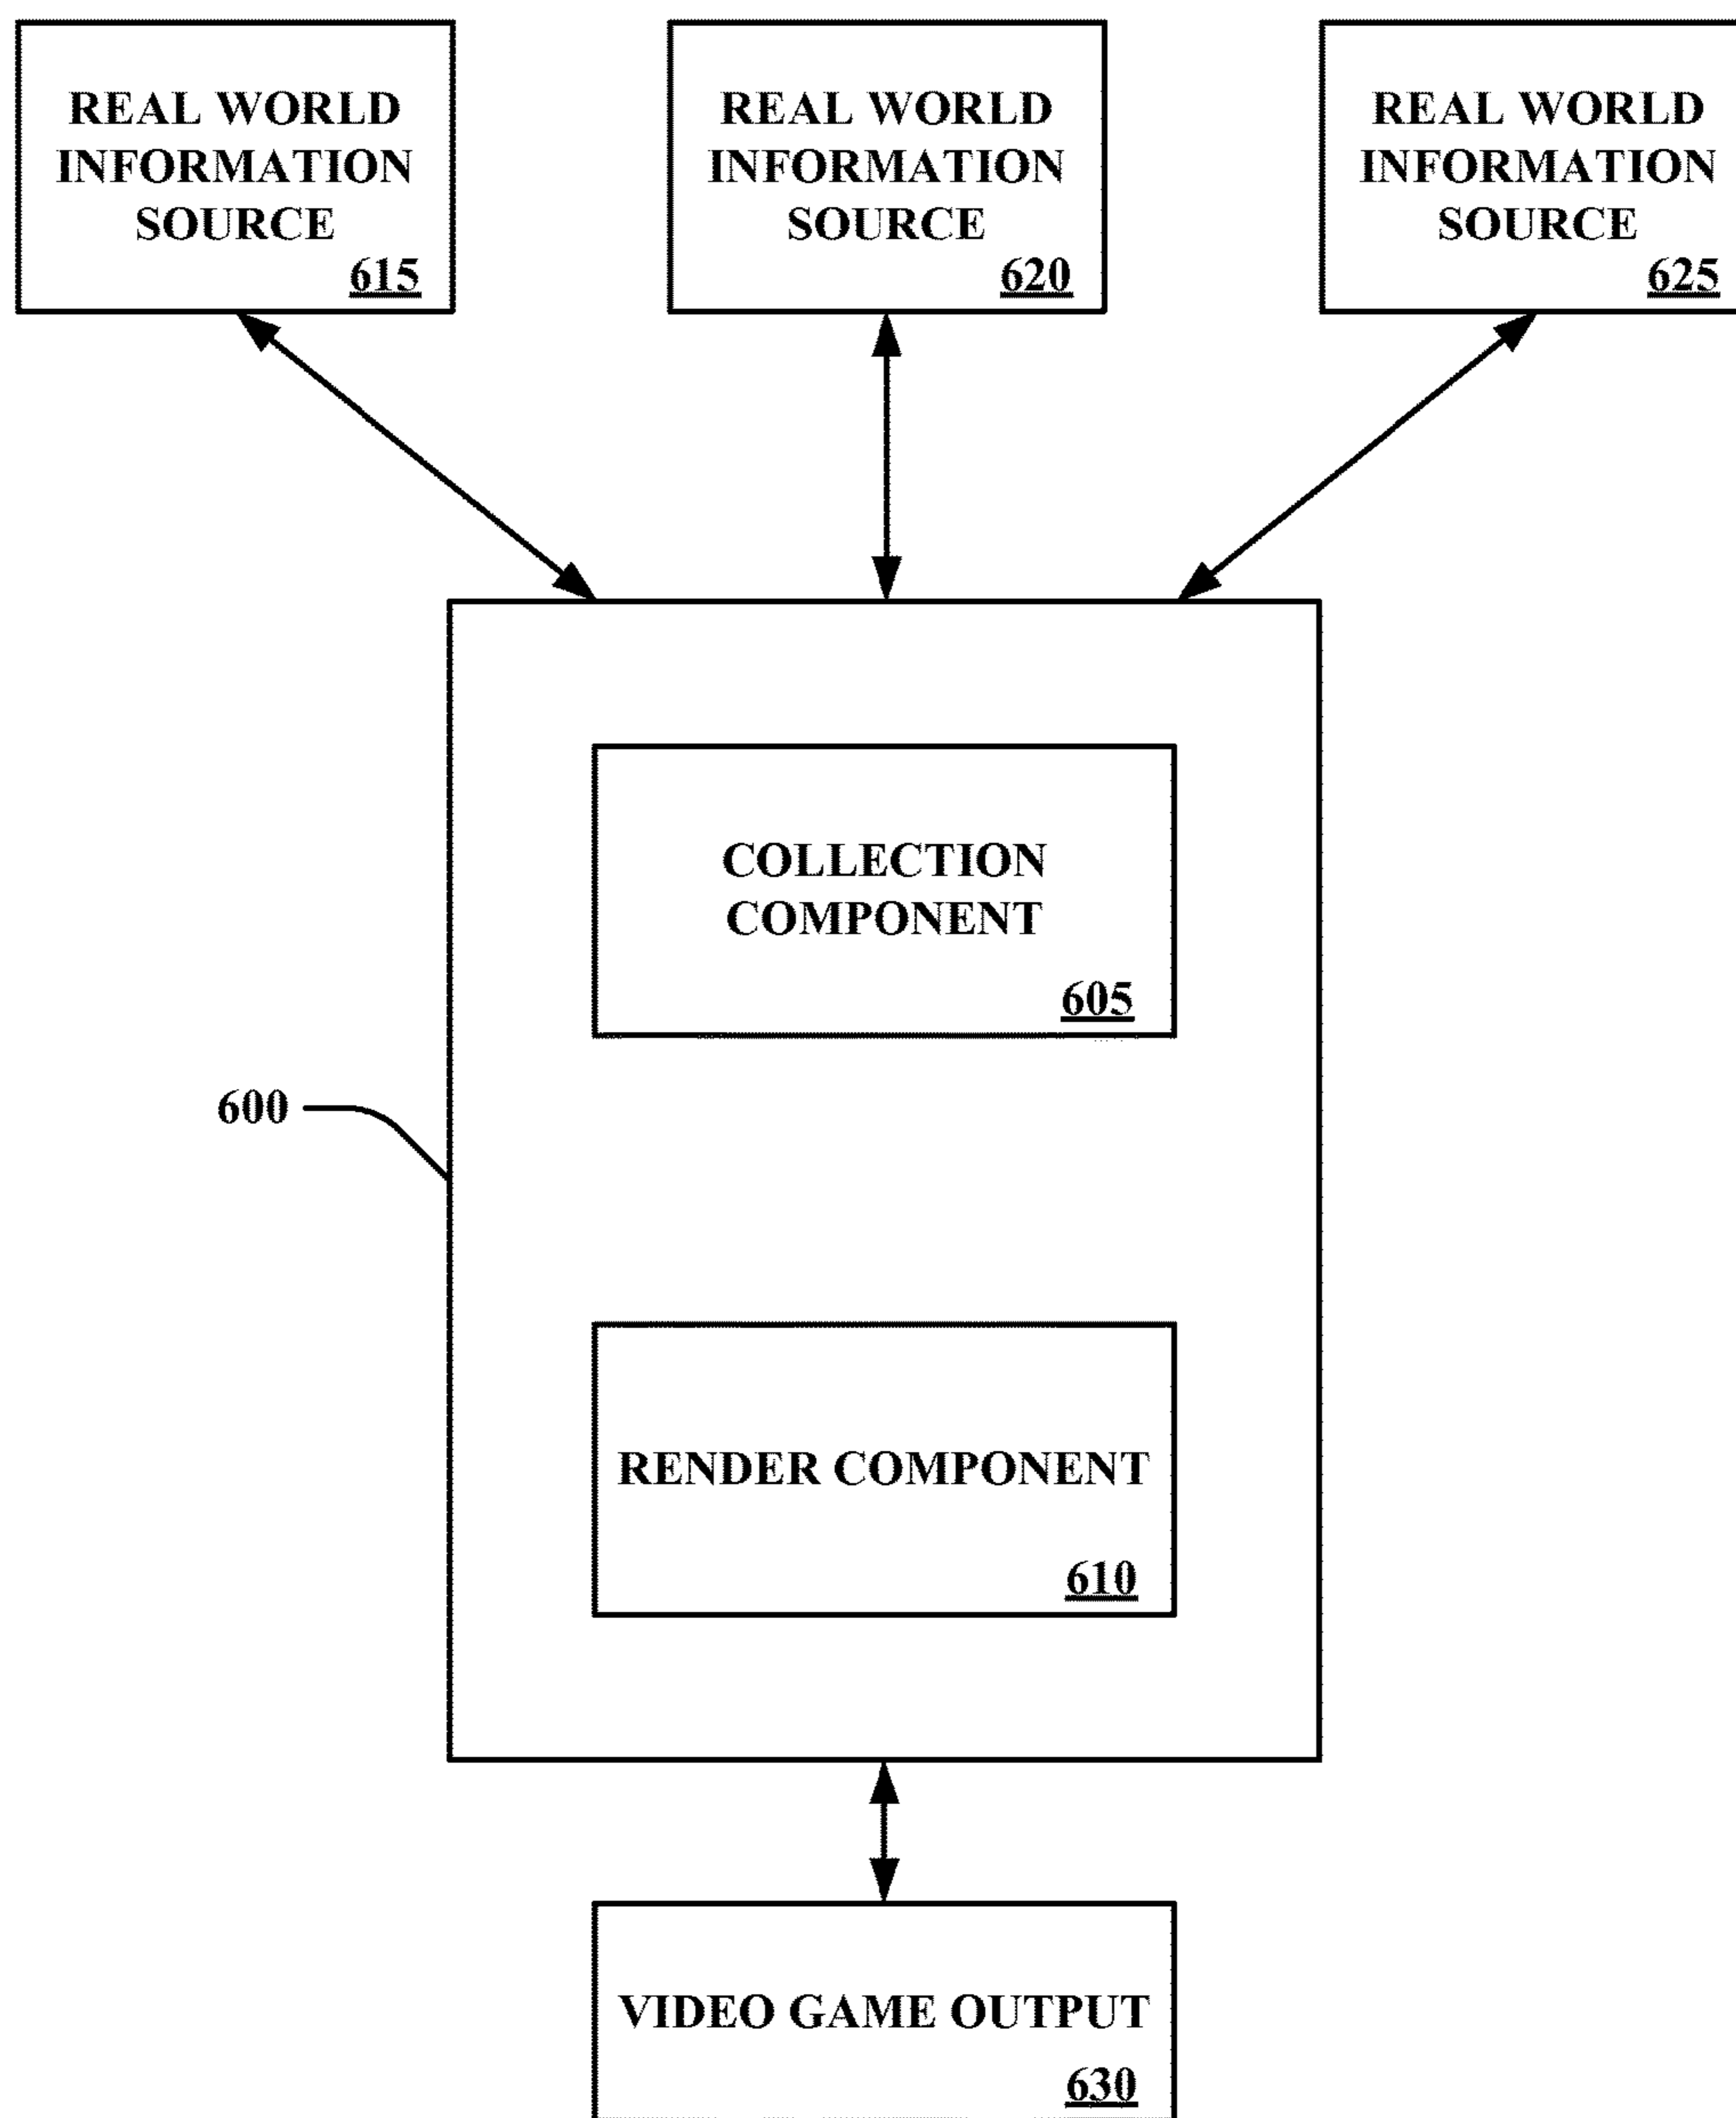 REAL WORLD
INFORMATION
SOURCE
615
REAL WORLD
INFORMATION
SOURCE
620
REAL WORLD
INFORMATION
SOURCE
625
COLLECTION
COMPONENT
605
600
RENDER COMPONENT
610
VIDEO GAME OUTPUT
630